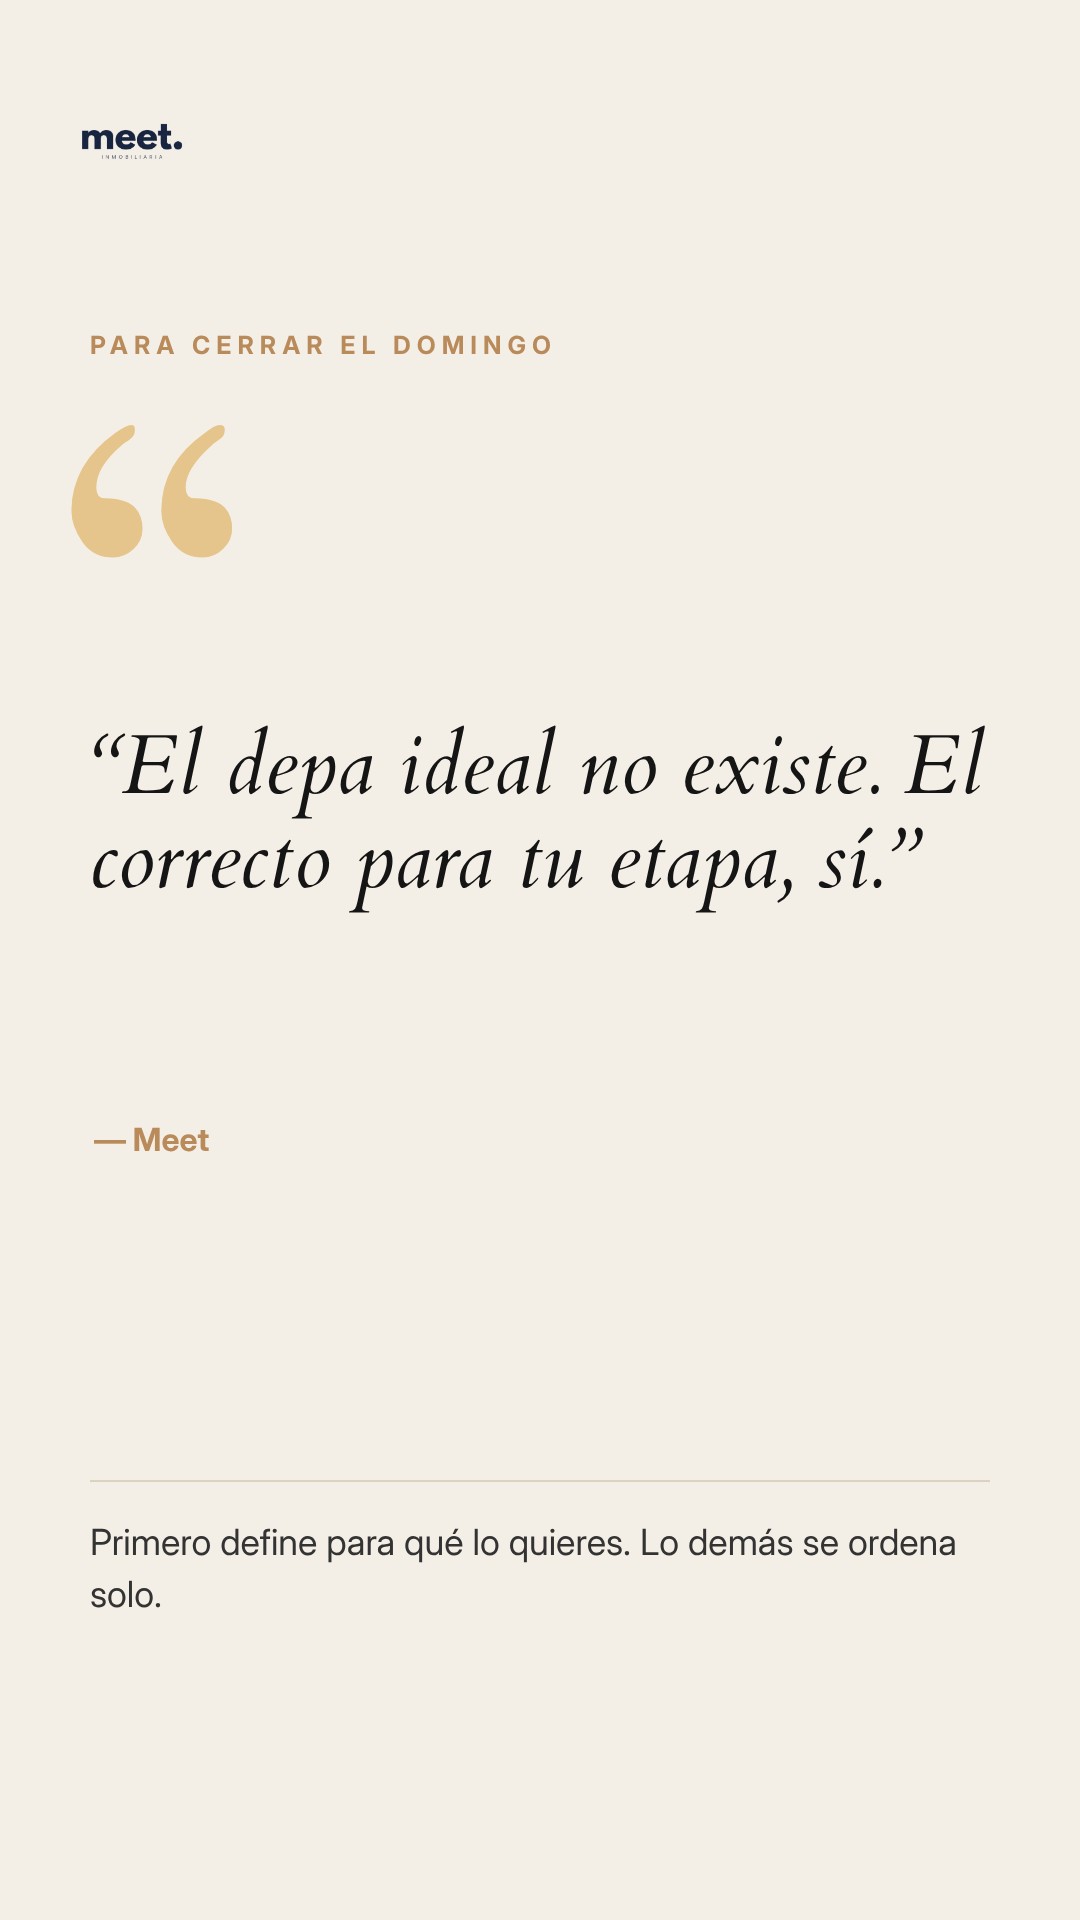 meet.
INMOBILIARIA
PARA CERRAR EL DOMINGO
“
“El depa ideal no existe. El
correcto para tu etapa, sí.”
— Meet
Primero define para qué lo quieres. Lo demás se ordena
solo.